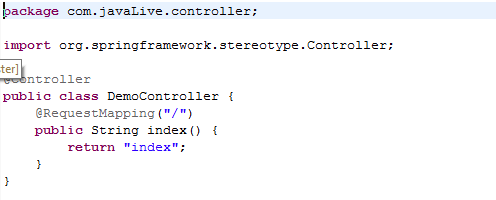 package com.javaLive.controller;
import org.springframework.stereotype.Controller;
ter]
@Controller
public class DemoController {
@RequestMapping("/")
public String index() {
return "index";
}
}